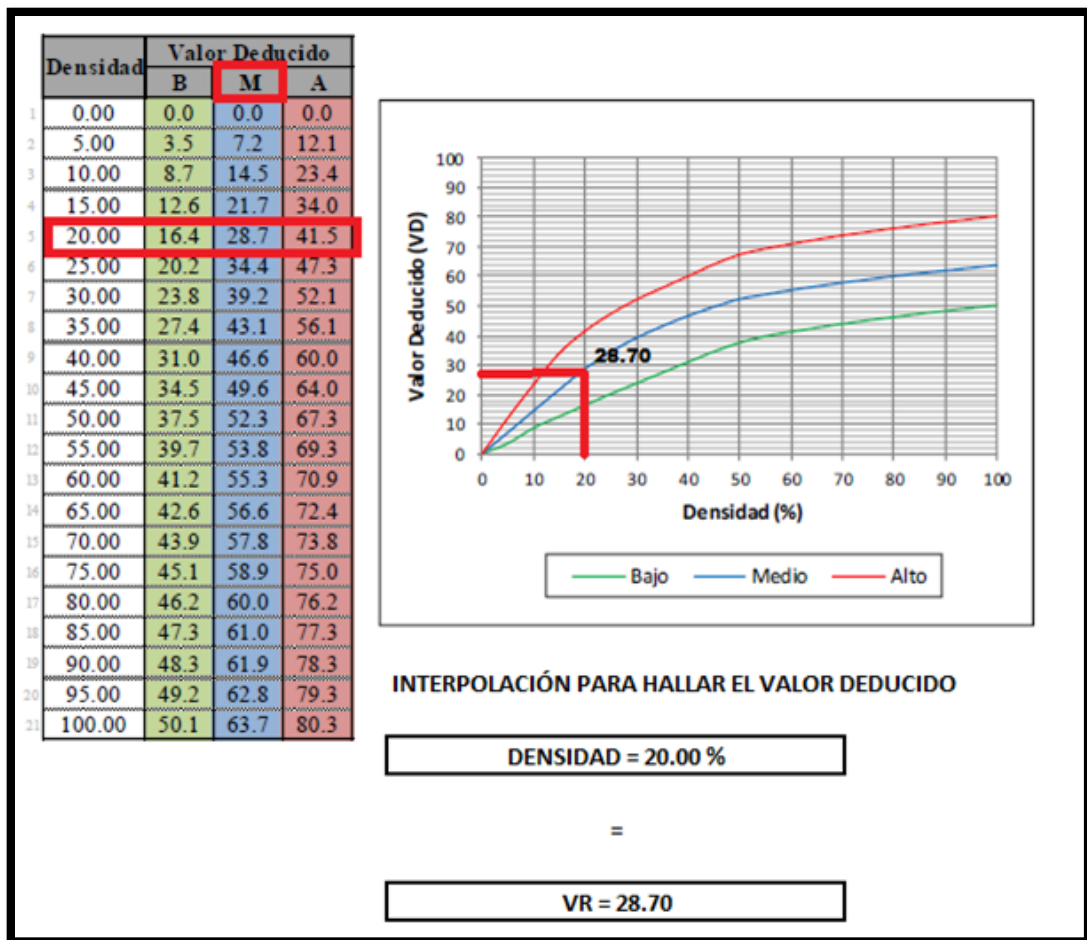 Densidad Valor Deducido
B M A
1 0.00 0.0 0.0 0.0
2 5.00 3.5 7.2 12.1
3 10.00 8.7 14.5 23.4
4 15.00 12.6 21.7 34.0
5 20.00 16.4 28.7 41.5
6 25.00 20.2 34.4 47.3
7 30.00 23.8 39.2 52.1
8 35.00 27.4 43.1 56.1
9 40.00 31.0 46.6 60.0
10 45.00 34.5 49.6 64.0
11 50.00 37.5 52.3 67.3
12 55.00 39.7 53.8 69.3
13 60.00 41.2 55.3 70.9
14 65.00 42.6 56.6 72.4
15 70.00 43.9 57.8 73.8
16 75.00 45.1 58.9 75.0
17 80.00 46.2 60.0 76.2
18 85.00 47.3 61.0 77.3
19 90.00 48.3 61.9 78.3
20 95.00 49.2 62.8 79.3
21 100.00 50.1 63.7 80.3
Valor Deducido (VD)
100
90
80
70
60
50
40
30
20
10
0
28.70
0 10 20 30 40 50 60 70 80 90 100
Densidad (%)
Bajo Medio Alto
INTERPOLACIÓN PARA HALLAR EL VALOR DEDUCIDO
DENSIDAD = 20.00 %
=
VR = 28.70